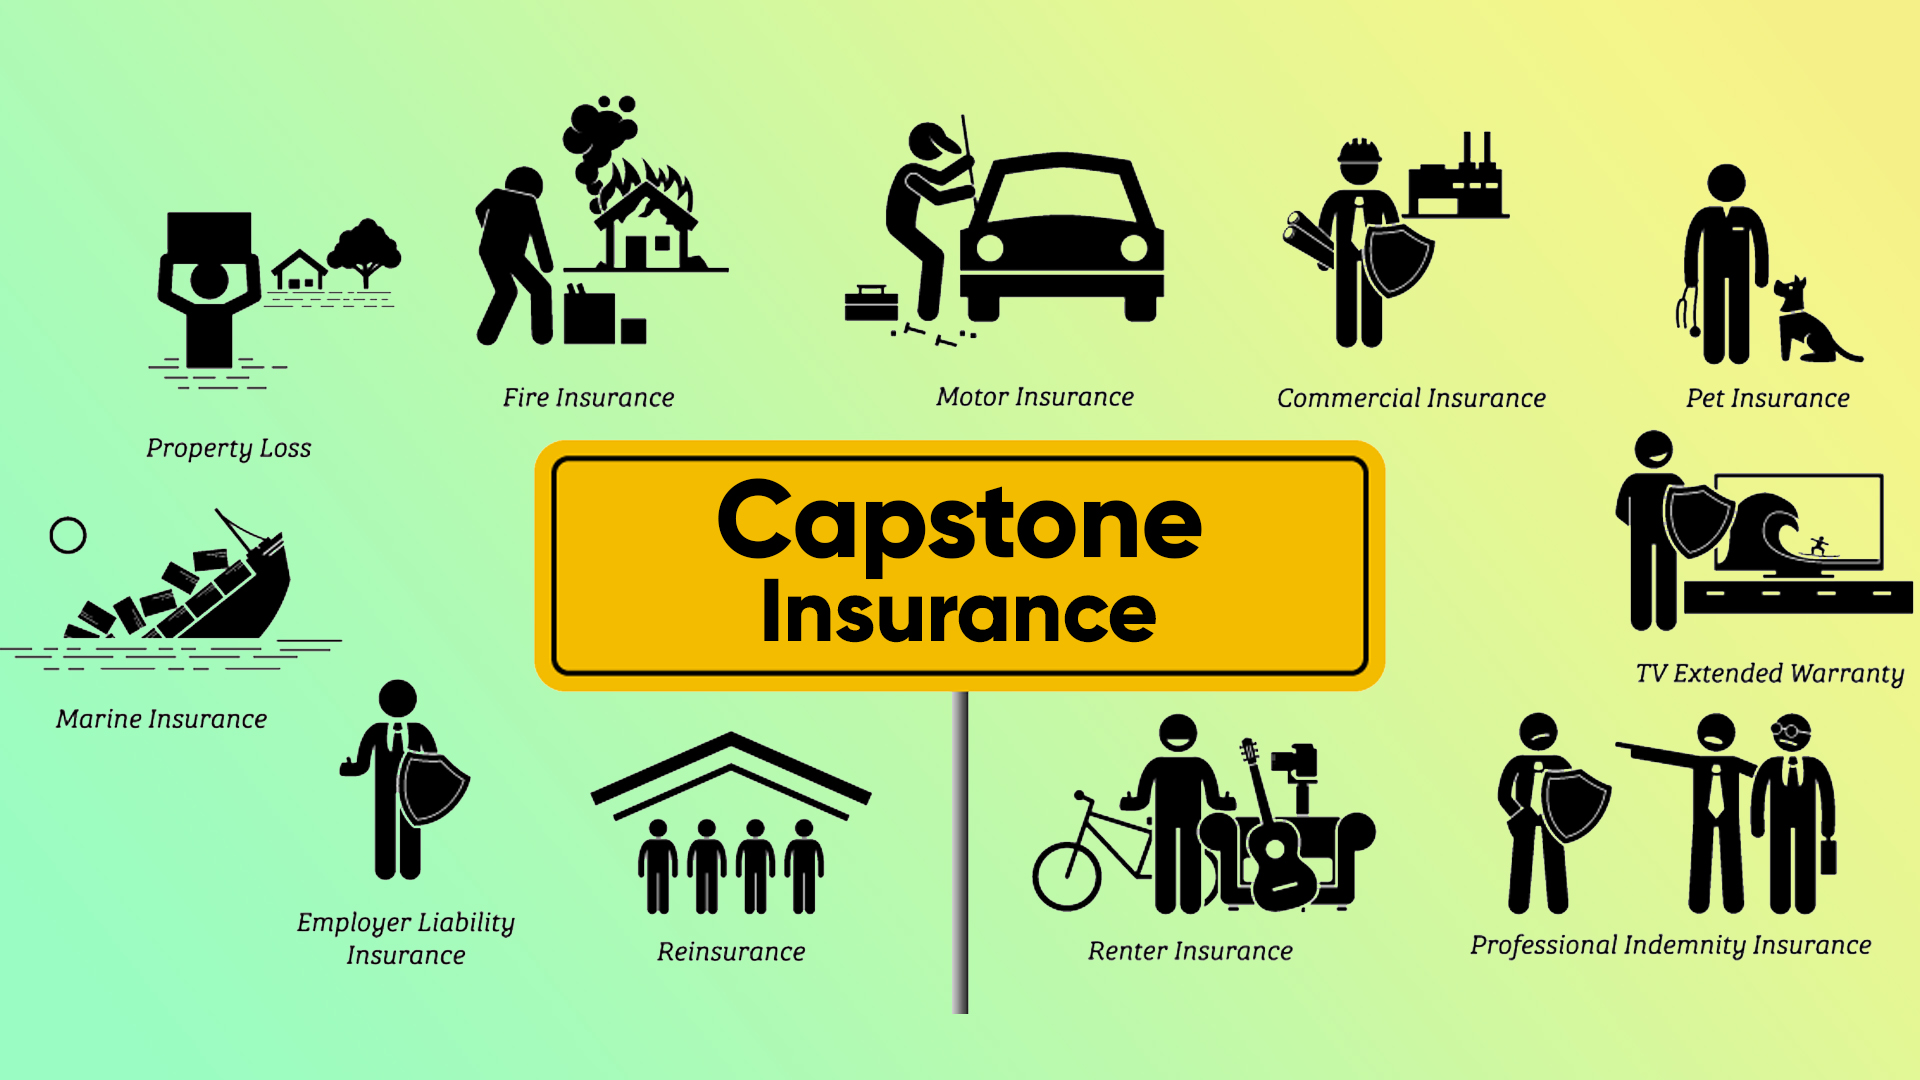 Fire Insurance
Motor Insurance
Commercial Insurance
Pet Insurance
Property Loss
Capstone
Insurance
TV Extended Warranty
Marine Insurance
Employer Liability
Insurance
Reinsurance
Renter Insurance
Professional Indemnity Insurance